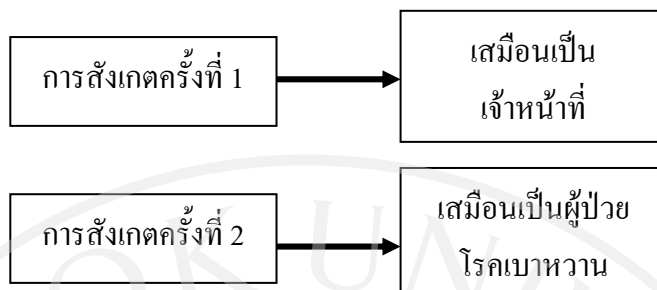 การสังเกตครั้งที่ 1
เสมือนเป็น
เจ้าหน้าที่
การสังเกตครั้งที่ 2
เสมือนเป็นผู้ป่วย
โรคเบาหวาน
OK UN